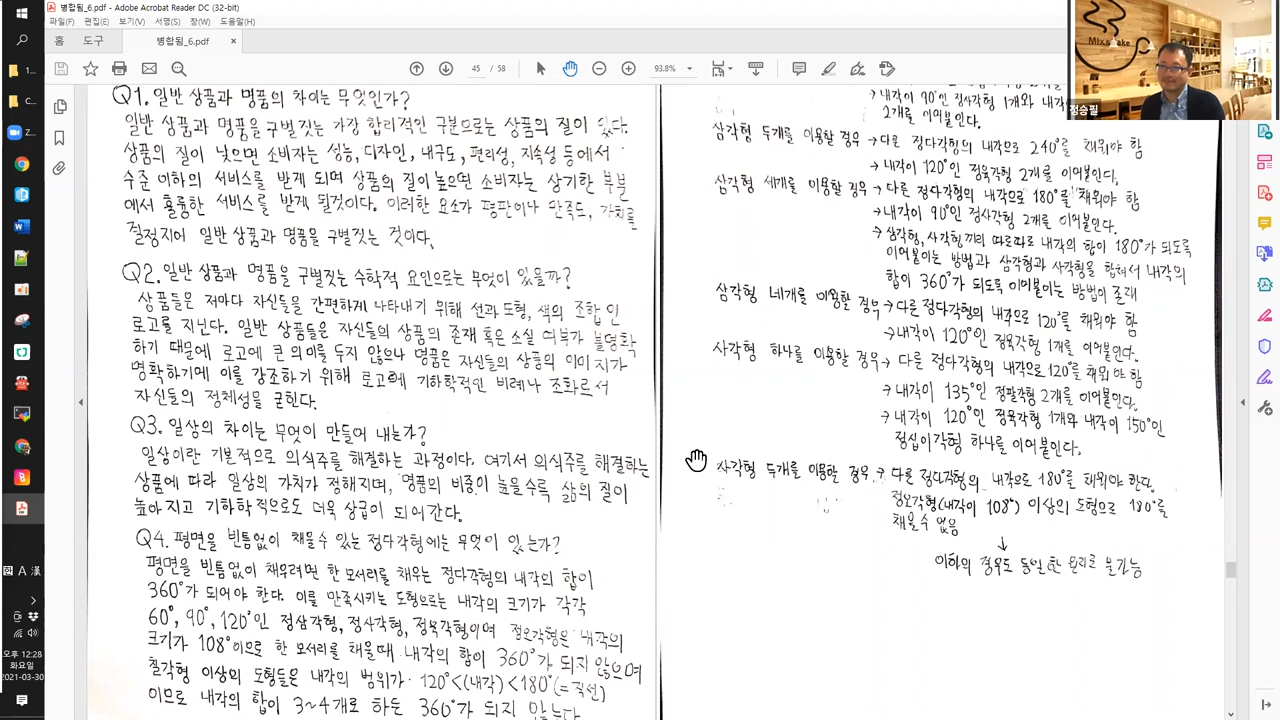 병합됨_6.pdf - Adobe Acrobat Reader DC (32-bit)
파일(F) 편집(E) 보기(V) 서명(S) 창(W) 도움말(H)
홈 도구 병합됨_6.pdf ×
45 / 58 93.8%
Q1. 일반 상품과 명품의 차이는 무엇인가?
일반 상품과 명품을 구별짓는 가장 합리적인 구분으로는 상품의 질이 있다.
상품의 질이 낮으면 소비자는 성능, 디자인, 내구도, 편리성, 지속성 등에서
수준 이하의 서비스를 받게 되며 상품의 질이 높으면 소비자는 상기한 부분
에서 훌륭한 서비스를 받게 될것이다. 이러한 요소가 평판이나 만족도, 가치를
결정지어 일반 상품과 명품을 구별짓는 것이다.
Q2. 일반 상품과 명품을 구별짓는 수학적 요인으로는 무엇이 있을까?
상품들은 저마다 자신들을 간편하게 나타내기 위해 선과 도형, 색의 조합인
로고를 지닌다. 일반 상품들은 자신들의 상품의 존재 혹은 소실 여부가 불명확
하기 때문에 로고에 큰 의미를 두지 않으나 명품은 자신들의 상품의 이미지가
명확하기에 이를 강조하기 위해 로고에 기하학적인 비례나 조화로서
자신들의 정체성을 굳힌다.
Q3. 일상의 차이는 무엇이 만들어 내는가?
일상이란 기본적으로 의식주를 해결하는 과정이다. 여기서 의식주를 해결하는
상품에 따라 일상의 가치가 정해지며, 명품의 비중이 높을수록 삶의 질이
높아지고 기하학적으로도 더욱 상급이 되어간다.
Q4. 평면을 빈틈없이 채울수 있는 정다각형에는 무엇이 있는가?
평면을 빈틈없이 채우려면 한 모서리를 채우는 정다각형의 내각의 합이
360°가 되어야 한다. 이를 만족시키는 도형으로는 내각의 크기가 각각
60°, 90°, 120°인 정삼각형, 정사각형, 정육각형이며 정오각형은 내각의
크기가 108°이므로 한 모서리를 채울때 내각의 합이 360°가 되지 않으며
칠각형 이상의 도형들은 내각의 범위가 120°<(내각)<180°(=직선)
이므로 내각의 합이 3~4개로 하든 360°가 되지 않는다
→ 내각이 90°인 정사각형 1개와 내각
2개를 이어붙인다.
삼각형 두개를 이용할 경우 → 다른 정다각형의 내각으로 240°를 채워야 함
→ 내각이 120°인 정육각형 2개를 이어붙인다.
삼각형 세개를 이용할 경우 → 다른 정다각형의 내각으로 180°를 채워야 함
→ 내각이 90°인 정사각형 2개를 이어붙인다.
→ 삼각형, 사각형끼리 따로따로 내각의 합이 180°가 되도록
이어붙이는 방법과 삼각형과 사각형을 합쳐서 내각의
합이 360°가 되도록 이어붙이는 방법이 존재
삼각형 네개를 이용할 경우 → 다른 정다각형의 내각으로 120°를 채워야 함
→ 내각이 120°인 정육각형 1개를 이어붙인다.
사각형 하나를 이용할 경우 → 다른 정다각형의 내각으로 120°를 채워야 함
→ 내각이 135°인 정팔각형 2개를 이어붙인다.
→ 내각이 120°인 정육각형 1개와 내각이 150°인
정십이각형 하나를 이어붙인다.
사각형 두개를 이용할 경우 → 다른 정다각형의 내각으로 180°를 채워야 한다.
정오각형(내각이 108°) 이상의 도형으로 180°를
채울수 없음
↓
이하의 경우도 동일한 원리로 불가능
정승필
한 A 漢
오후 12:28
화요일
2021-03-30